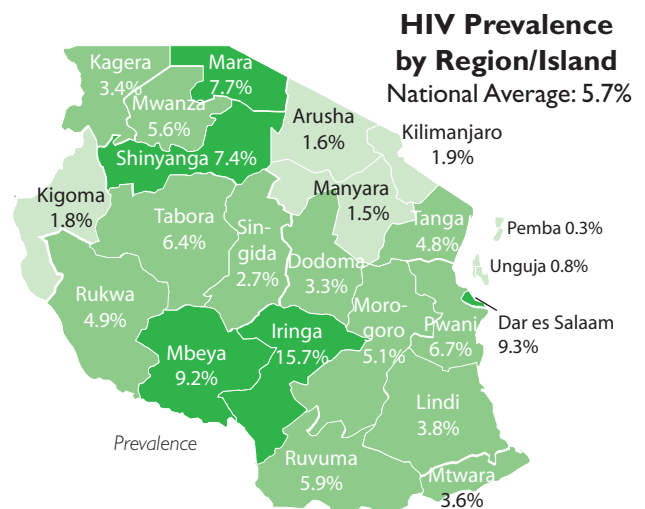 HIV Prevalence
by Region/Island
National Average: 5.7%
Kagera
3.4%
Mara
7.7%
Mwanza
5.6%
Arusha
1.6%
Kilimanjaro
1.9%
Shinyanga 7.4%
Kigoma
1.8%
Manyara
1.5%
Tabora
6.4%
Sin-
gida
2.7%
Tanga
4.8%
Pemba 0.3%
Unguja 0.8%
Dodoma
3.3%
Rukwa
4.9%
Moro-
goro
5.1%
Pwani
6.7%
Dar es Salaam
9.3%
Iringa
15.7%
Mbeya
9.2%
Lindi
3.8%
Prevalence
Ruvuma
5.9%
Mtwara
3.6%